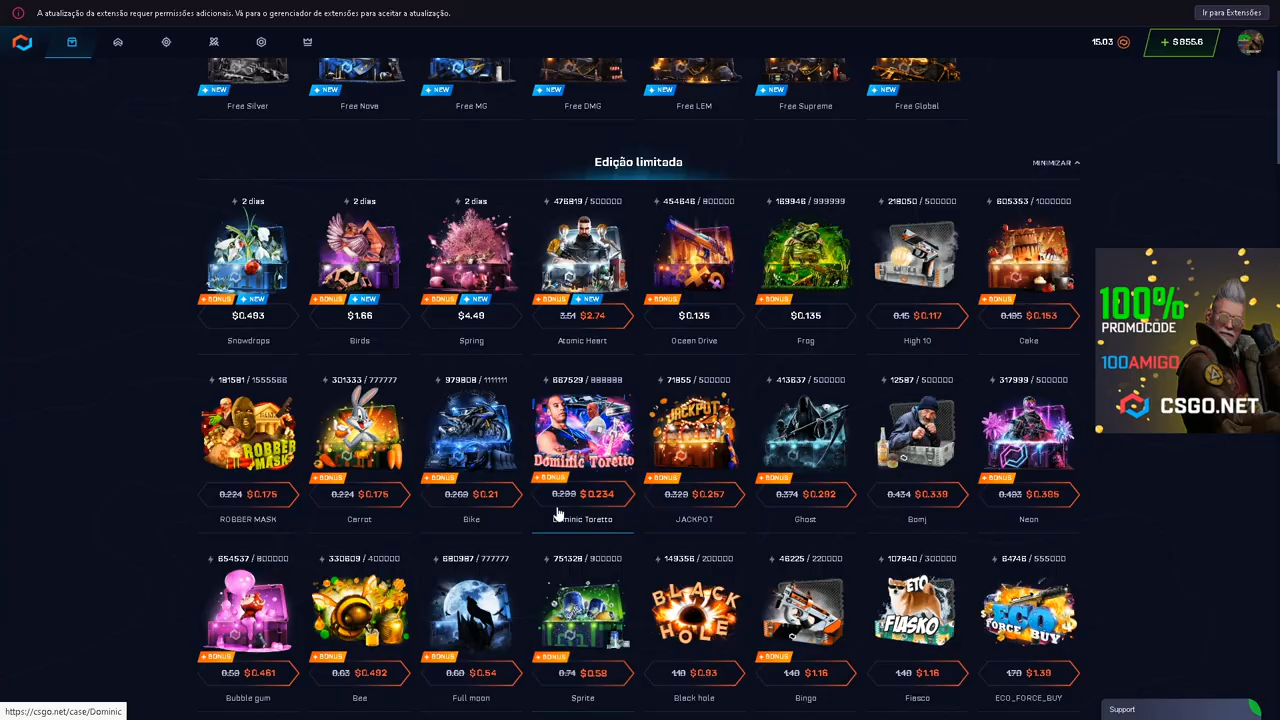 A atualização da extensão requer permissões adicionais. Vá para o gerenciador de extensões para aceitar a atualização.
Ir para Extensões
15.03
+ $ 855.6
NEW NEW NEW NEW NEW NEW NEW
Free Silver Free Nova Free MG Free DMG Free LEM Free Supreme Free Global
Edição limitada
MINIMIZAR
2 dias 2 dias 2 dias 476819 / 500000 454646 / 800000 169946 / 999999 218050 / 500000 605353 / 1000000
+ BONUS NEW + BONUS NEW + BONUS NEW + BONUS NEW + BONUS + BONUS + BONUS
$0.493 $1.66 $4.49 3.51 $2.74 $0.135 $0.135 0.15 $0.117 0.195 $0.153
Snowdrops Birds Spring Atomic Heart Ocean Drive Frog High 10 Cake
100%
PROMOCODE
100AMIGO
CSGO.NET
181581 / 1555566 301333 / 777777 979808 / 1111111 667529 / 888888 71855 / 500000 413637 / 500000 12587 / 500000 317999 / 500000
ROBBER MASK
Dominic Toretto
JACKPOT
+ BONUS + BONUS + BONUS + BONUS + BONUS + BONUS
0.224 $0.175 0.224 $0.175 0.269 $0.21 0.299 $0.234 0.329 $0.257 0.374 $0.292 0.434 $0.339 0.493 $0.385
ROBBER MASK Carrot Bike Dominic Toretto JACKPOT Ghost Bomj Neon
654537 / 800000 330609 / 400000 680987 / 777777 751328 / 900000 149356 / 200000 46225 / 220000 107840 / 300000 64746 / 555000
BLACK HOLE
ETO FIASKO
ECO FORCE BUY
+ BONUS + BONUS + BONUS
0.59 $0.461 0.63 $0.492 0.69 $0.54 0.74 $0.58 1.19 $0.93 1.49 $1.16 1.49 $1.16 1.79 $1.39
Bubble gum Bee Full moon Sprite Black hole Bingo Fiasco ECO_FORCE_BUY
https://csgo.net/case/Dominic
Support